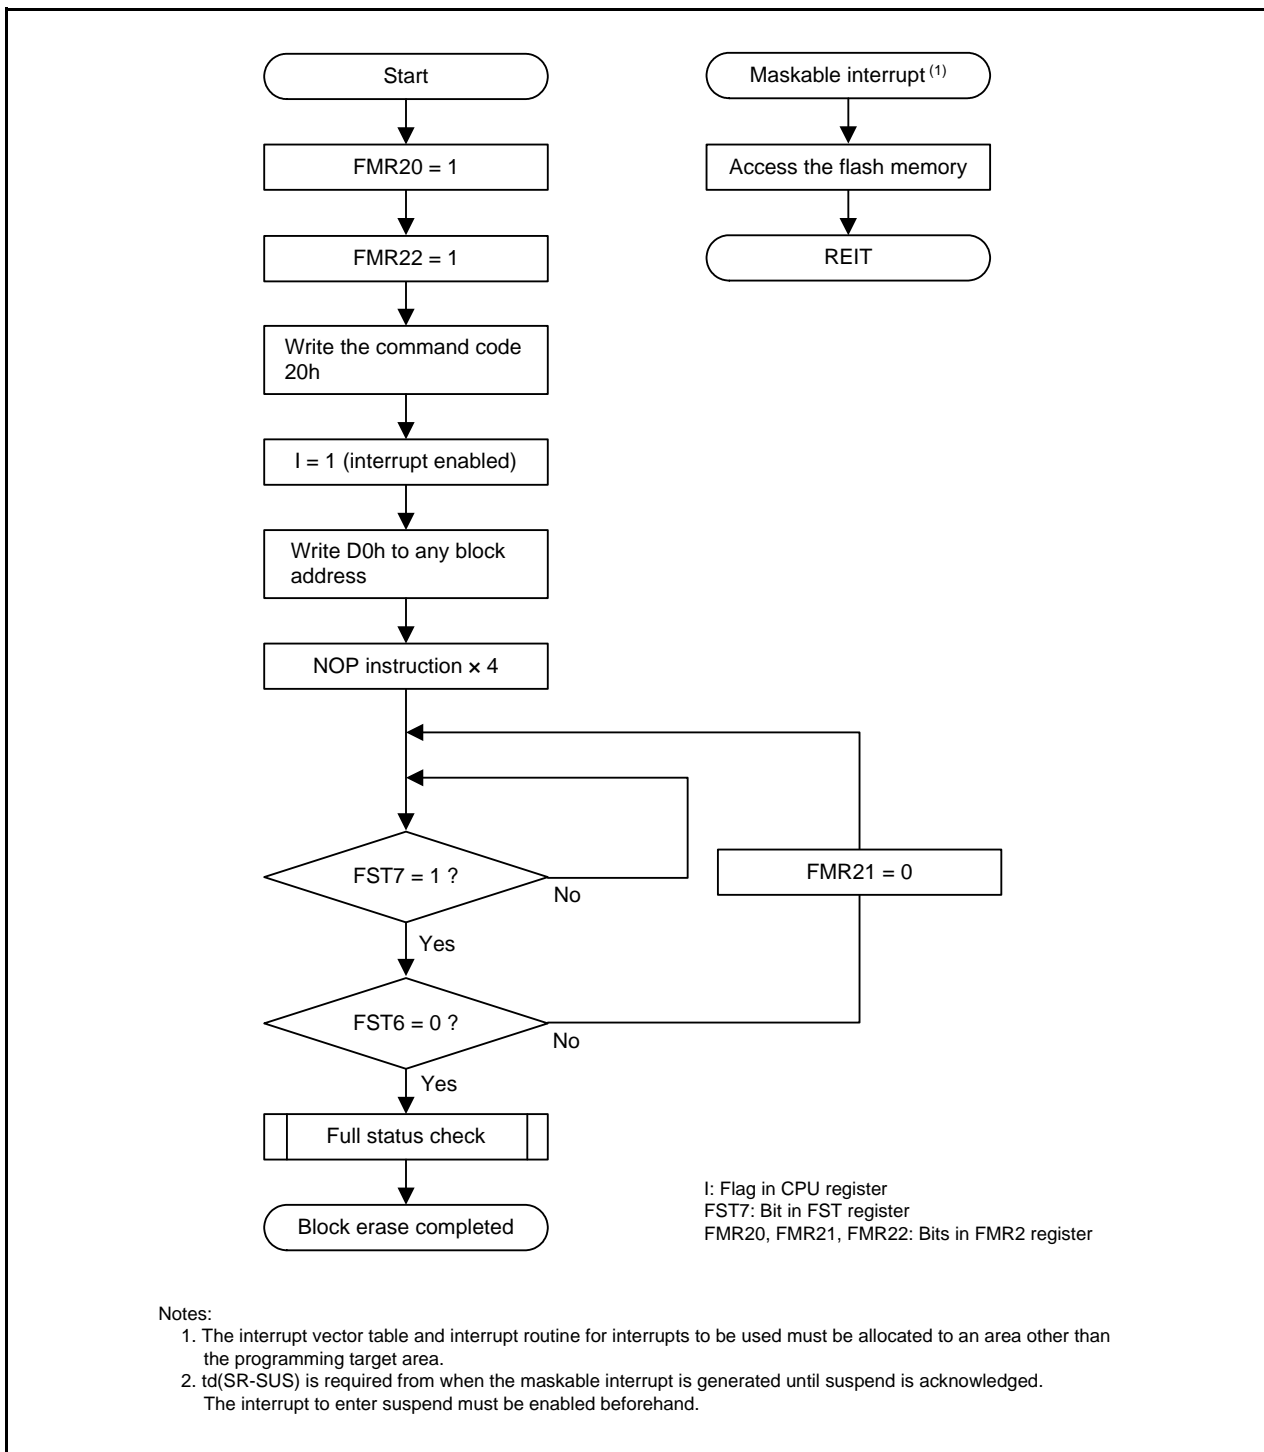 Start
FMR20 = 1
FMR22 = 1
Write the command code
20h
I = 1 (interrupt enabled)
Write D0h to any block
address
NOP instruction × 4
FST7 = 1 ?
No
Yes
FMR21 = 0
FST6 = 0 ?
No
Yes
Full status check
Block erase completed
Maskable interrupt (1)
Access the flash memory
REIT
I: Flag in CPU register
FST7: Bit in FST register
FMR20, FMR21, FMR22: Bits in FMR2 register
Notes:
1. The interrupt vector table and interrupt routine for interrupts to be used must be allocated to an area other than
the programming target area.
2. td(SR-SUS) is required from when the maskable interrupt is generated until suspend is acknowledged.
The interrupt to enter suspend must be enabled beforehand.